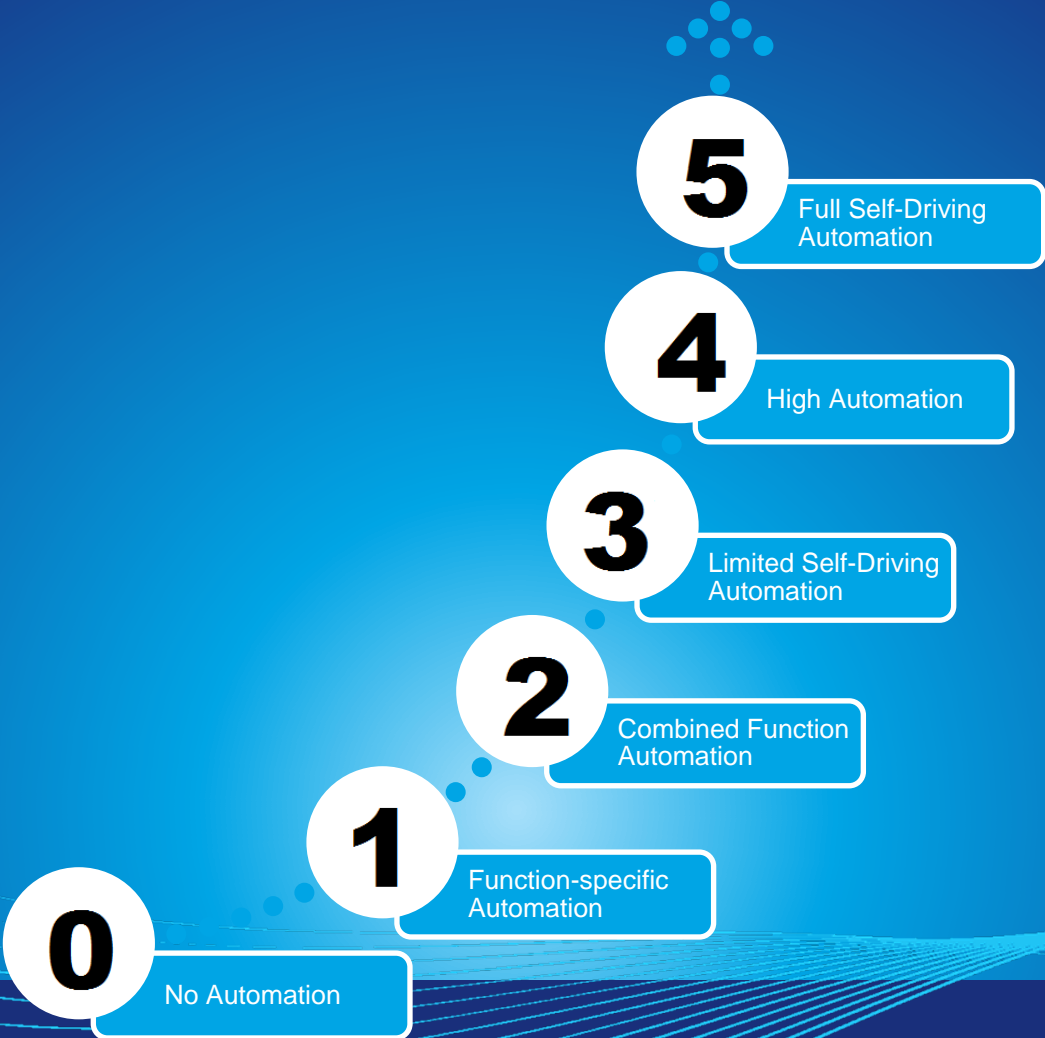 5
Full Self-Driving
Automation
4
High Automation
3
Limited Self-Driving
Automation
2
Combined Function
Automation
1
Function-specific
Automation
0
No Automation